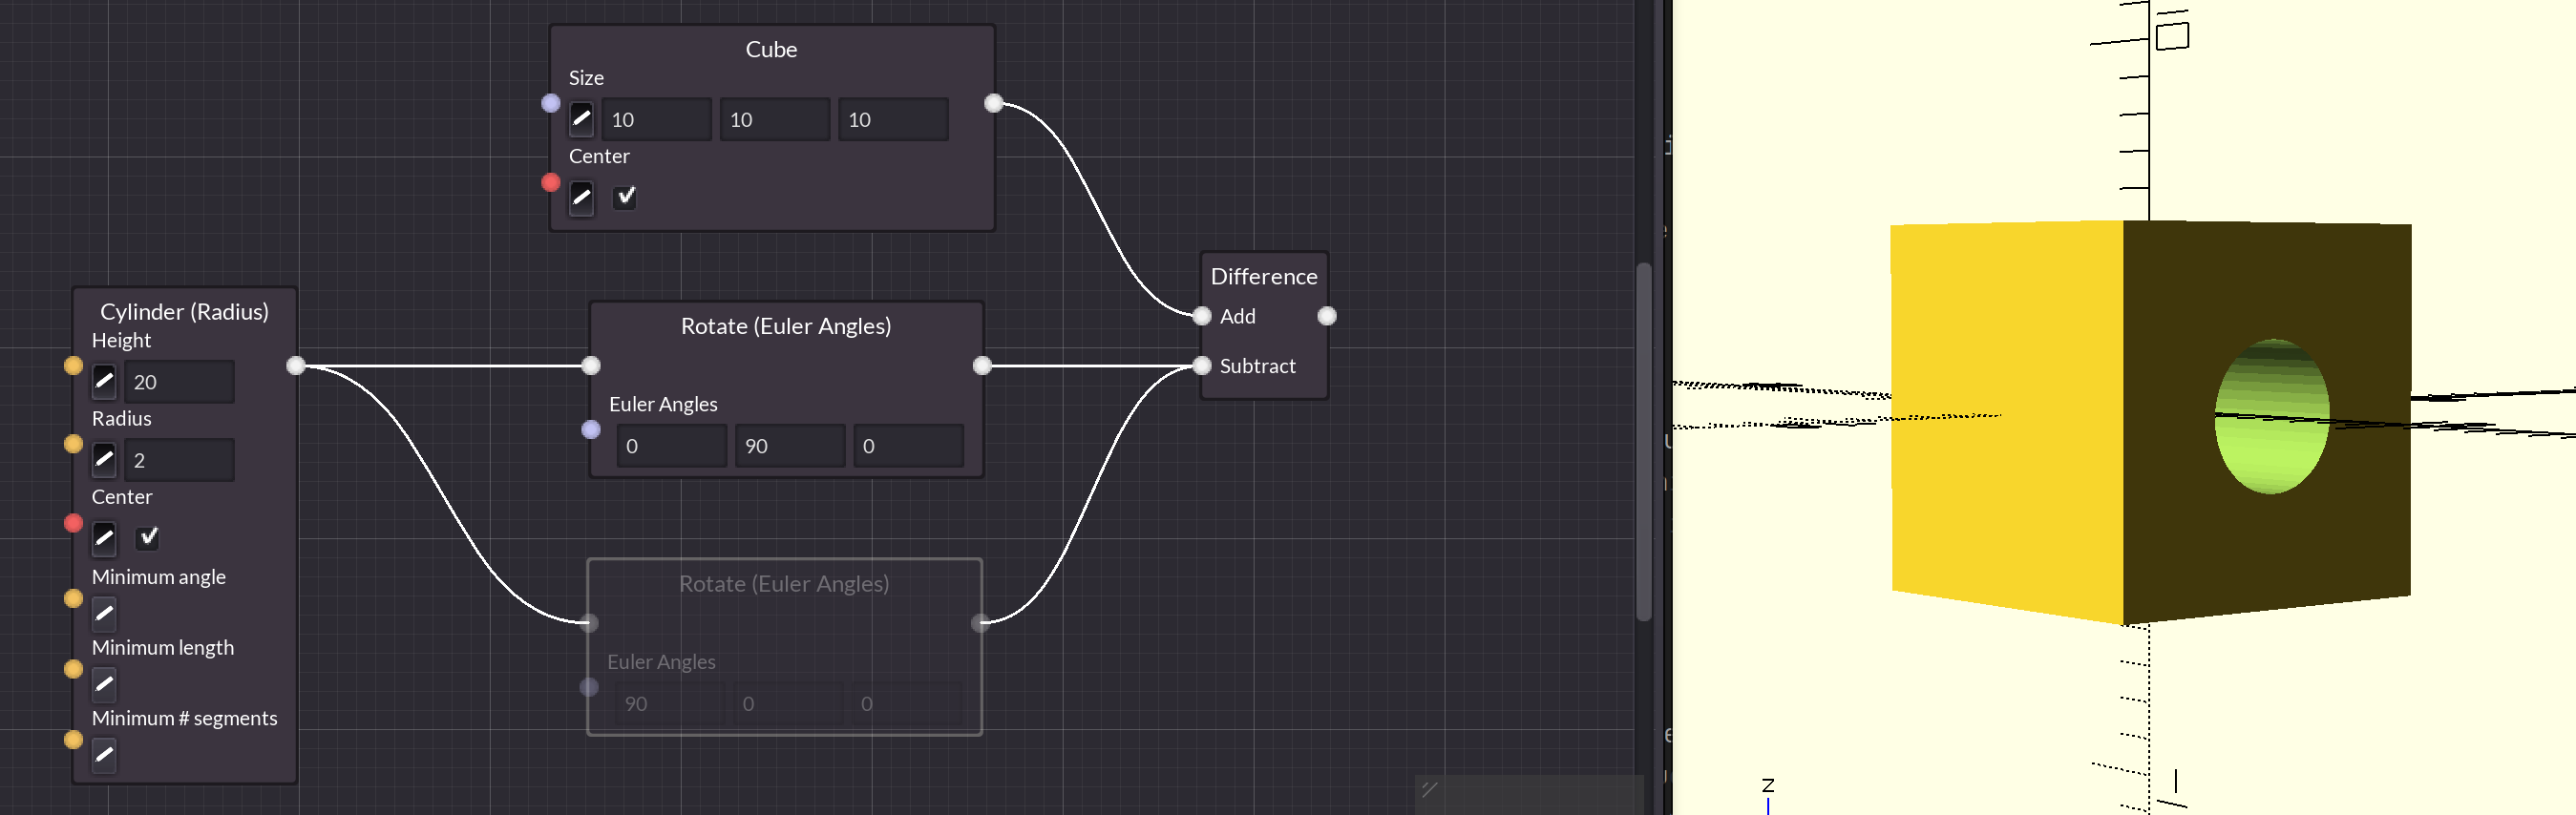 Cube
Size
10 10 10
Center
Cylinder (Radius)
Height
20
Radius
2
Center
Minimum angle
Minimum length
Minimum # segments
Rotate (Euler Angles)
Euler Angles
0 90 0
Rotate (Euler Angles)
Euler Angles
90 0 0
Difference
Add
Subtract